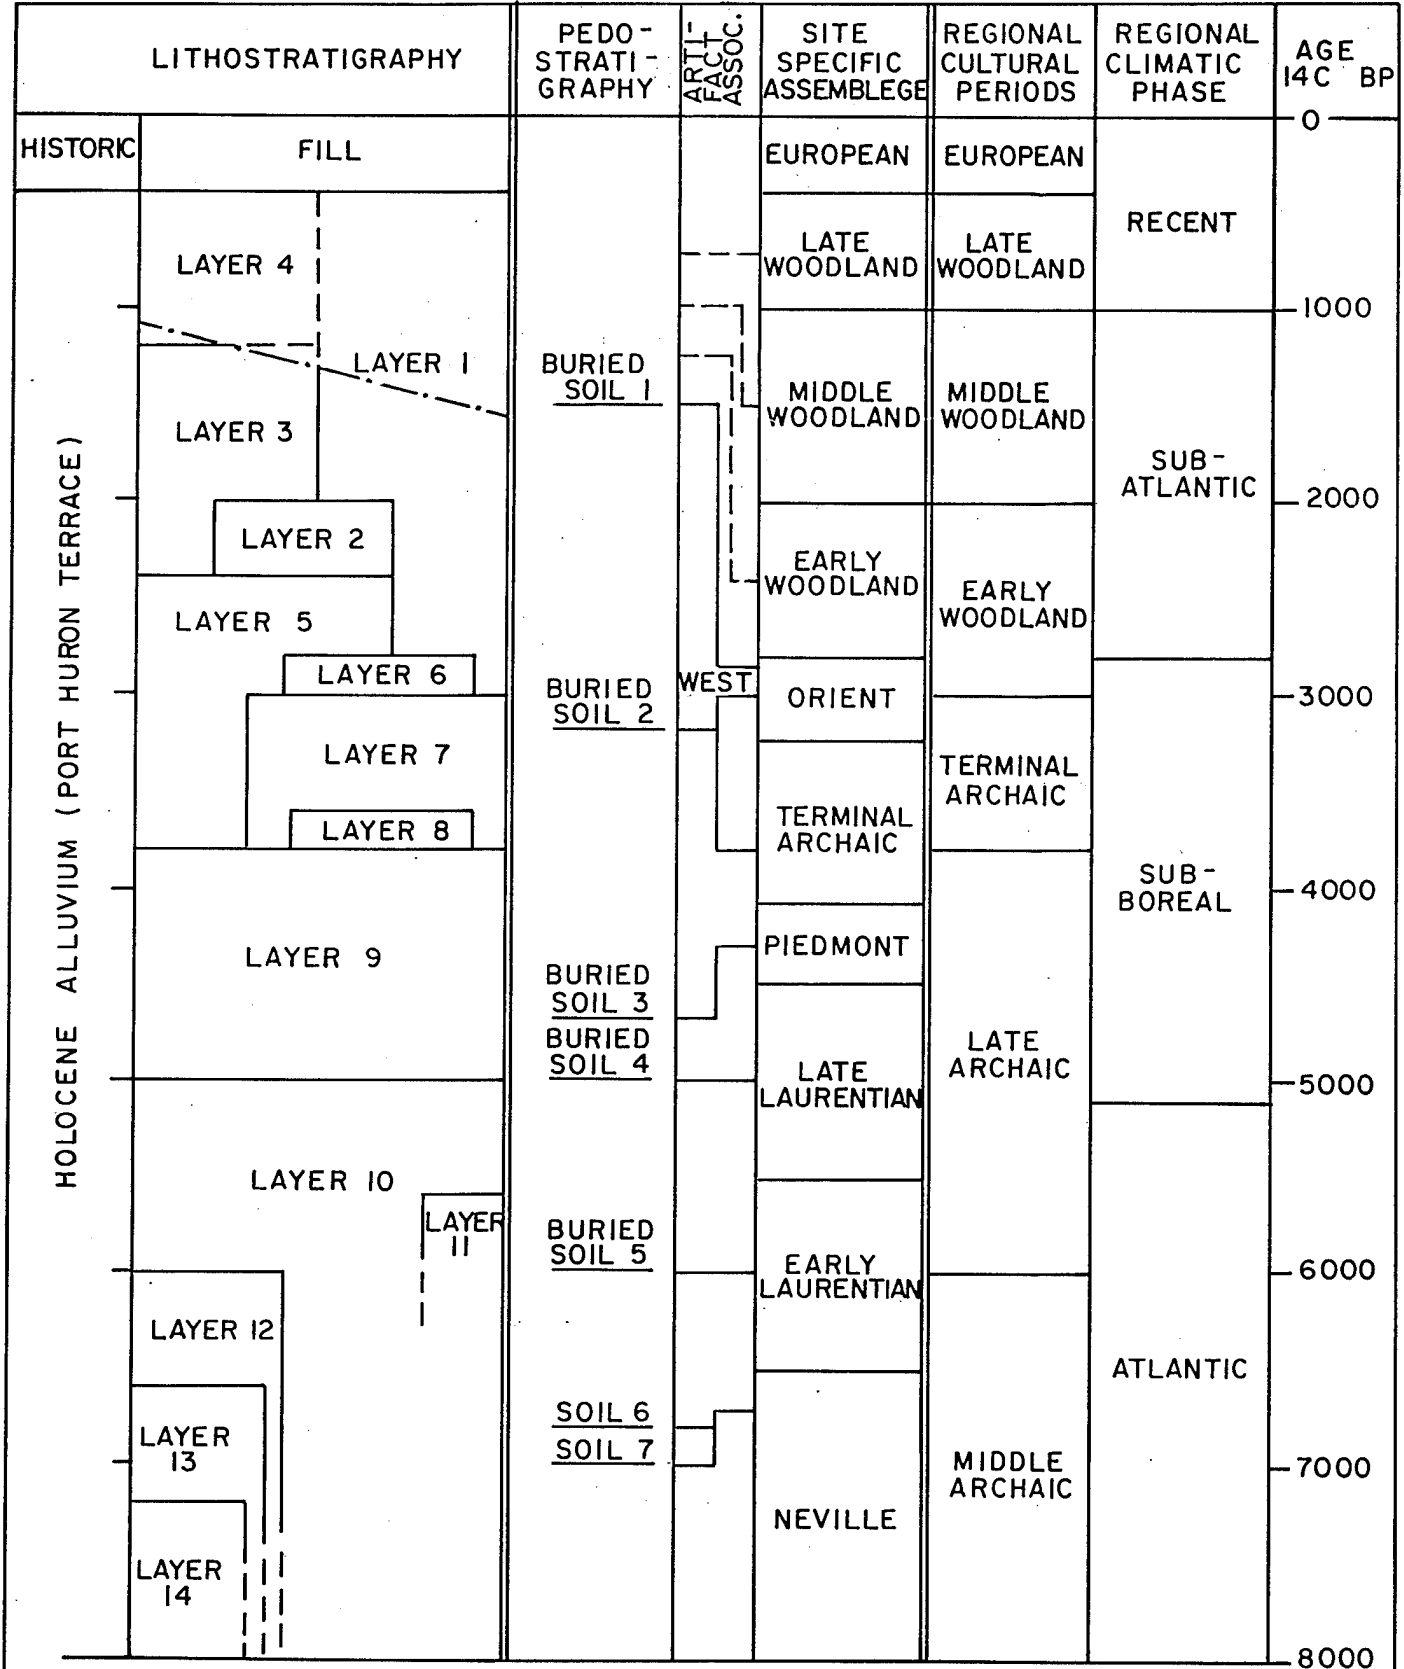 LITHOSTRATIGRAPHY
PEDO-
STRATI-
GRAPHY
ARTI-
FACT
ASSOC.
SITE
SPECIFIC
ASSEMBLEGE
REGIONAL
CULTURAL
PERIODS
REGIONAL
CLIMATIC
PHASE
AGE
14C BP
HISTORIC
FILL
HOLOCENE ALLUVIUM (PORT HURON TERRACE)
LAYER 4
LAYER 1
LAYER 3
LAYER 2
LAYER 5
LAYER 6
LAYER 7
LAYER 8
LAYER 9
LAYER 10
LAYER
11
LAYER 12
LAYER
13
LAYER
14
BURIED
SOIL 1
BURIED
SOIL 2
BURIED
SOIL 3
BURIED
SOIL 4
BURIED
SOIL 5
SOIL 6
SOIL 7
WEST
EUROPEAN
LATE
WOODLAND
MIDDLE
WOODLAND
EARLY
WOODLAND
ORIENT
TERMINAL
ARCHAIC
PIEDMONT
LATE
LAURENTIAN
EARLY
LAURENTIAN
NEVILLE
EUROPEAN
LATE
WOODLAND
MIDDLE
WOODLAND
EARLY
WOODLAND
TERMINAL
ARCHAIC
LATE
ARCHAIC
MIDDLE
ARCHAIC
RECENT
SUB-
ATLANTIC
SUB-
BOREAL
ATLANTIC
0
1000
2000
3000
4000
5000
6000
7000
8000